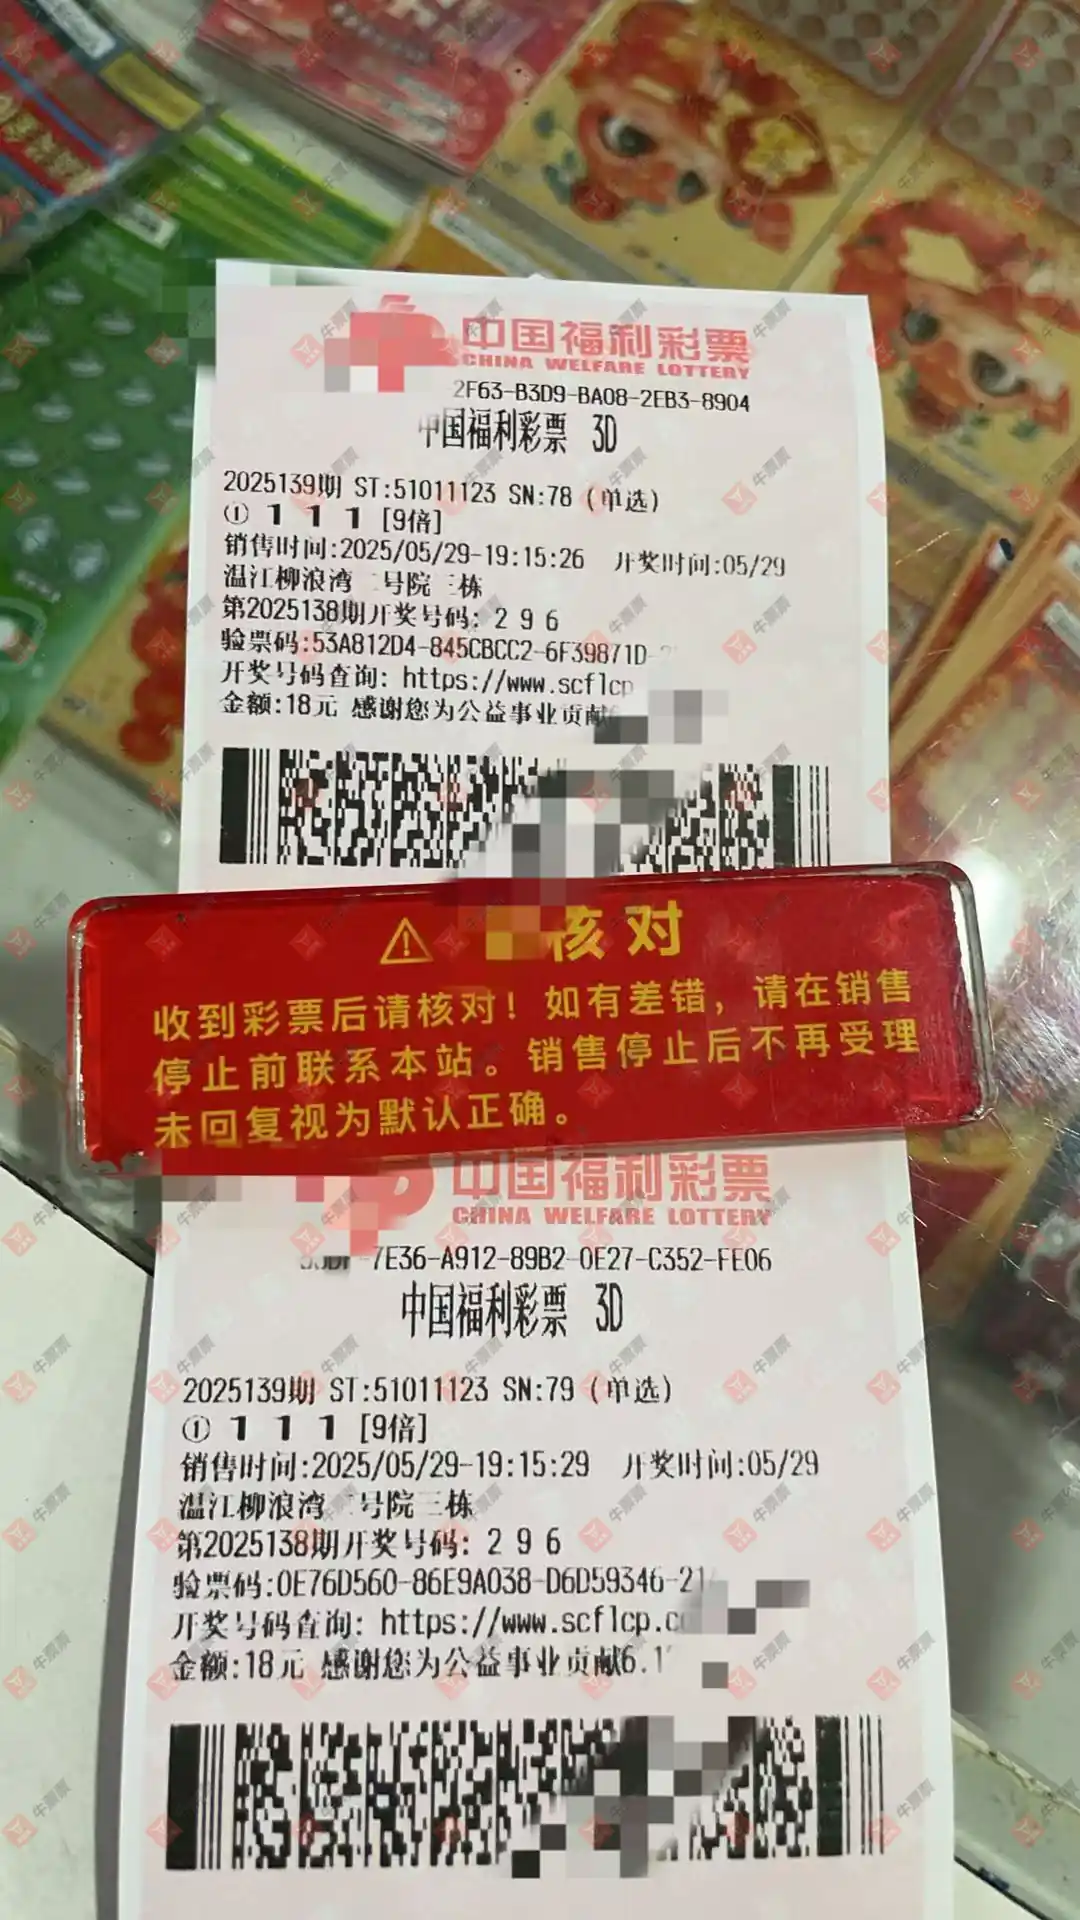 中国福利彩票
CHINA WELFARE LOTTERY
2F63-B3D9-BA08-2EB3-8904
中国福利彩票 3D
2025139期 ST:51011123 SN:78 (单选)
① 1 1 1 [9倍]
销售时间:2025/05/29-19:15:26 开奖时间:05/29
温江柳浪湾二号院三栋
第2025138期开奖号码: 2 9 6
验票码:53A812D4-845CBCC2-6F39871D-
开奖号码查询: https://www.scflcp
金额:18元 感谢您为公益事业贡献
核对
收到彩票后请核对！如有差错，请在销售
停止前联系本站。销售停止后不再受理
未回复视为默认正确。
中国福利彩票
CHINA WELFARE LOTTERY
-7E36-A912-89B2-0E27-C352-FE06
中国福利彩票 3D
2025139期 ST:51011123 SN:79 (单选)
① 1 1 1 [9倍]
销售时间:2025/05/29-19:15:29 开奖时间:05/29
温江柳浪湾二号院三栋
第2025138期开奖号码: 2 9 6
验票码:0E76D560-86E9A038-D6D59346-21
开奖号码查询: https://www.scflcp.c
金额:18元 感谢您为公益事业贡献6.1
牛票票